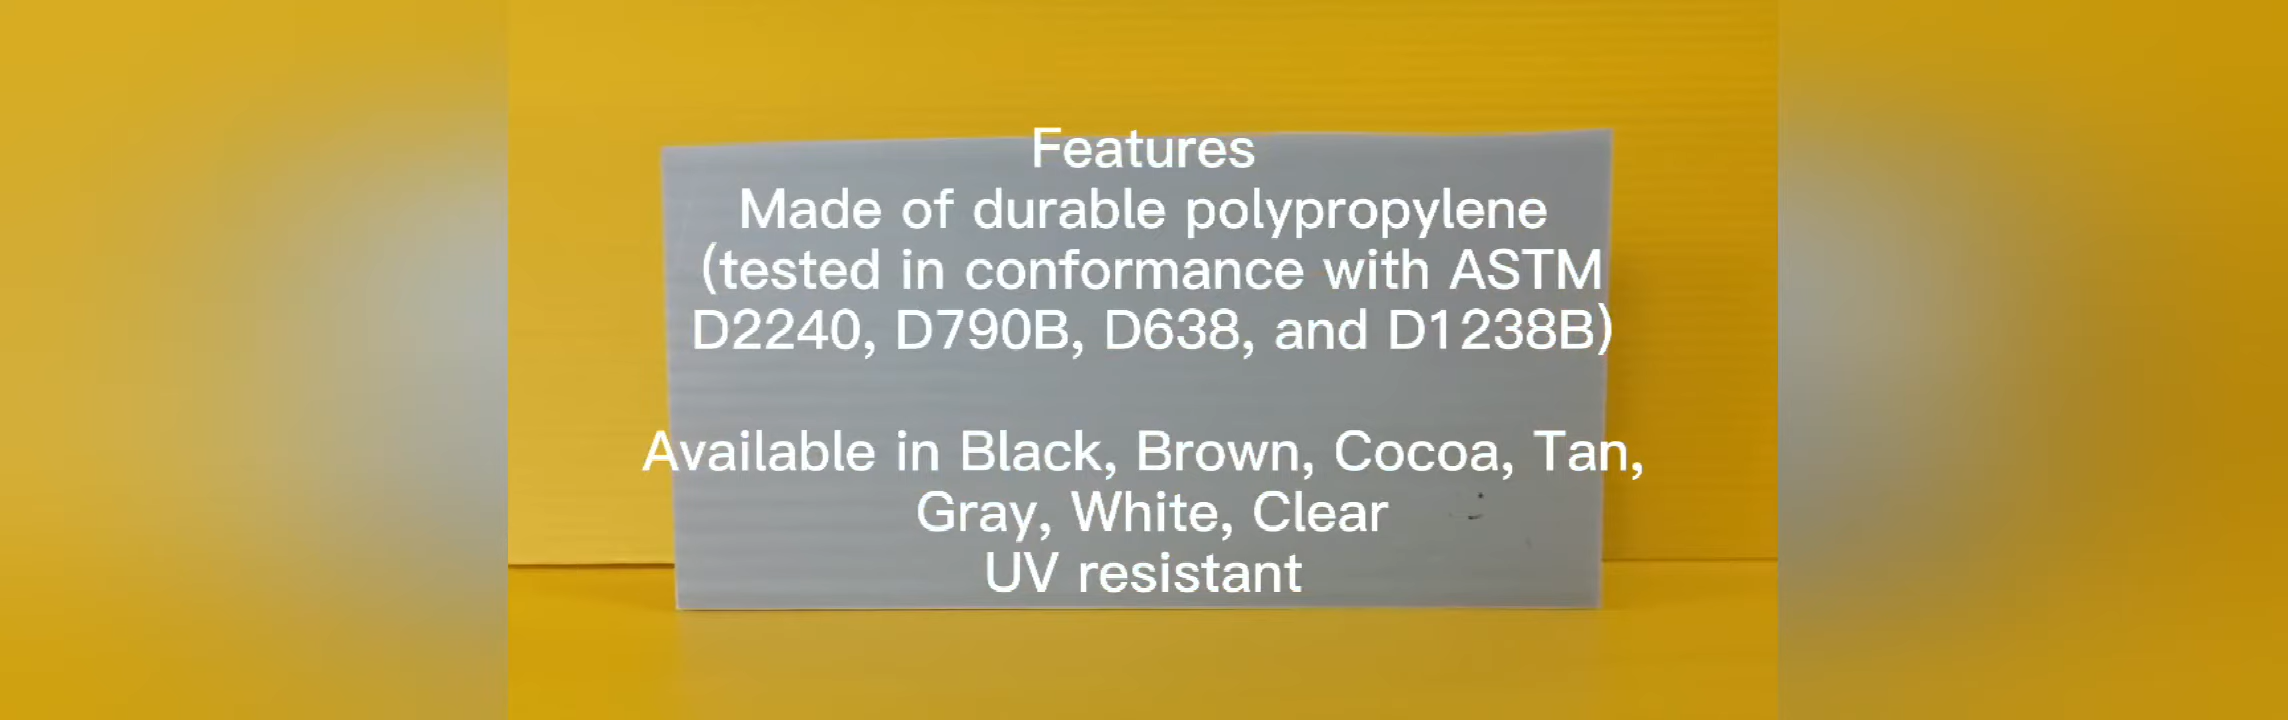 Features
Made of durable polypropylene
(tested in conformance with ASTM
D2240, D790B, D638, and D1238B)
Available in Black, Brown, Cocoa, Tan,
Gray, White, Clear
UV resistant